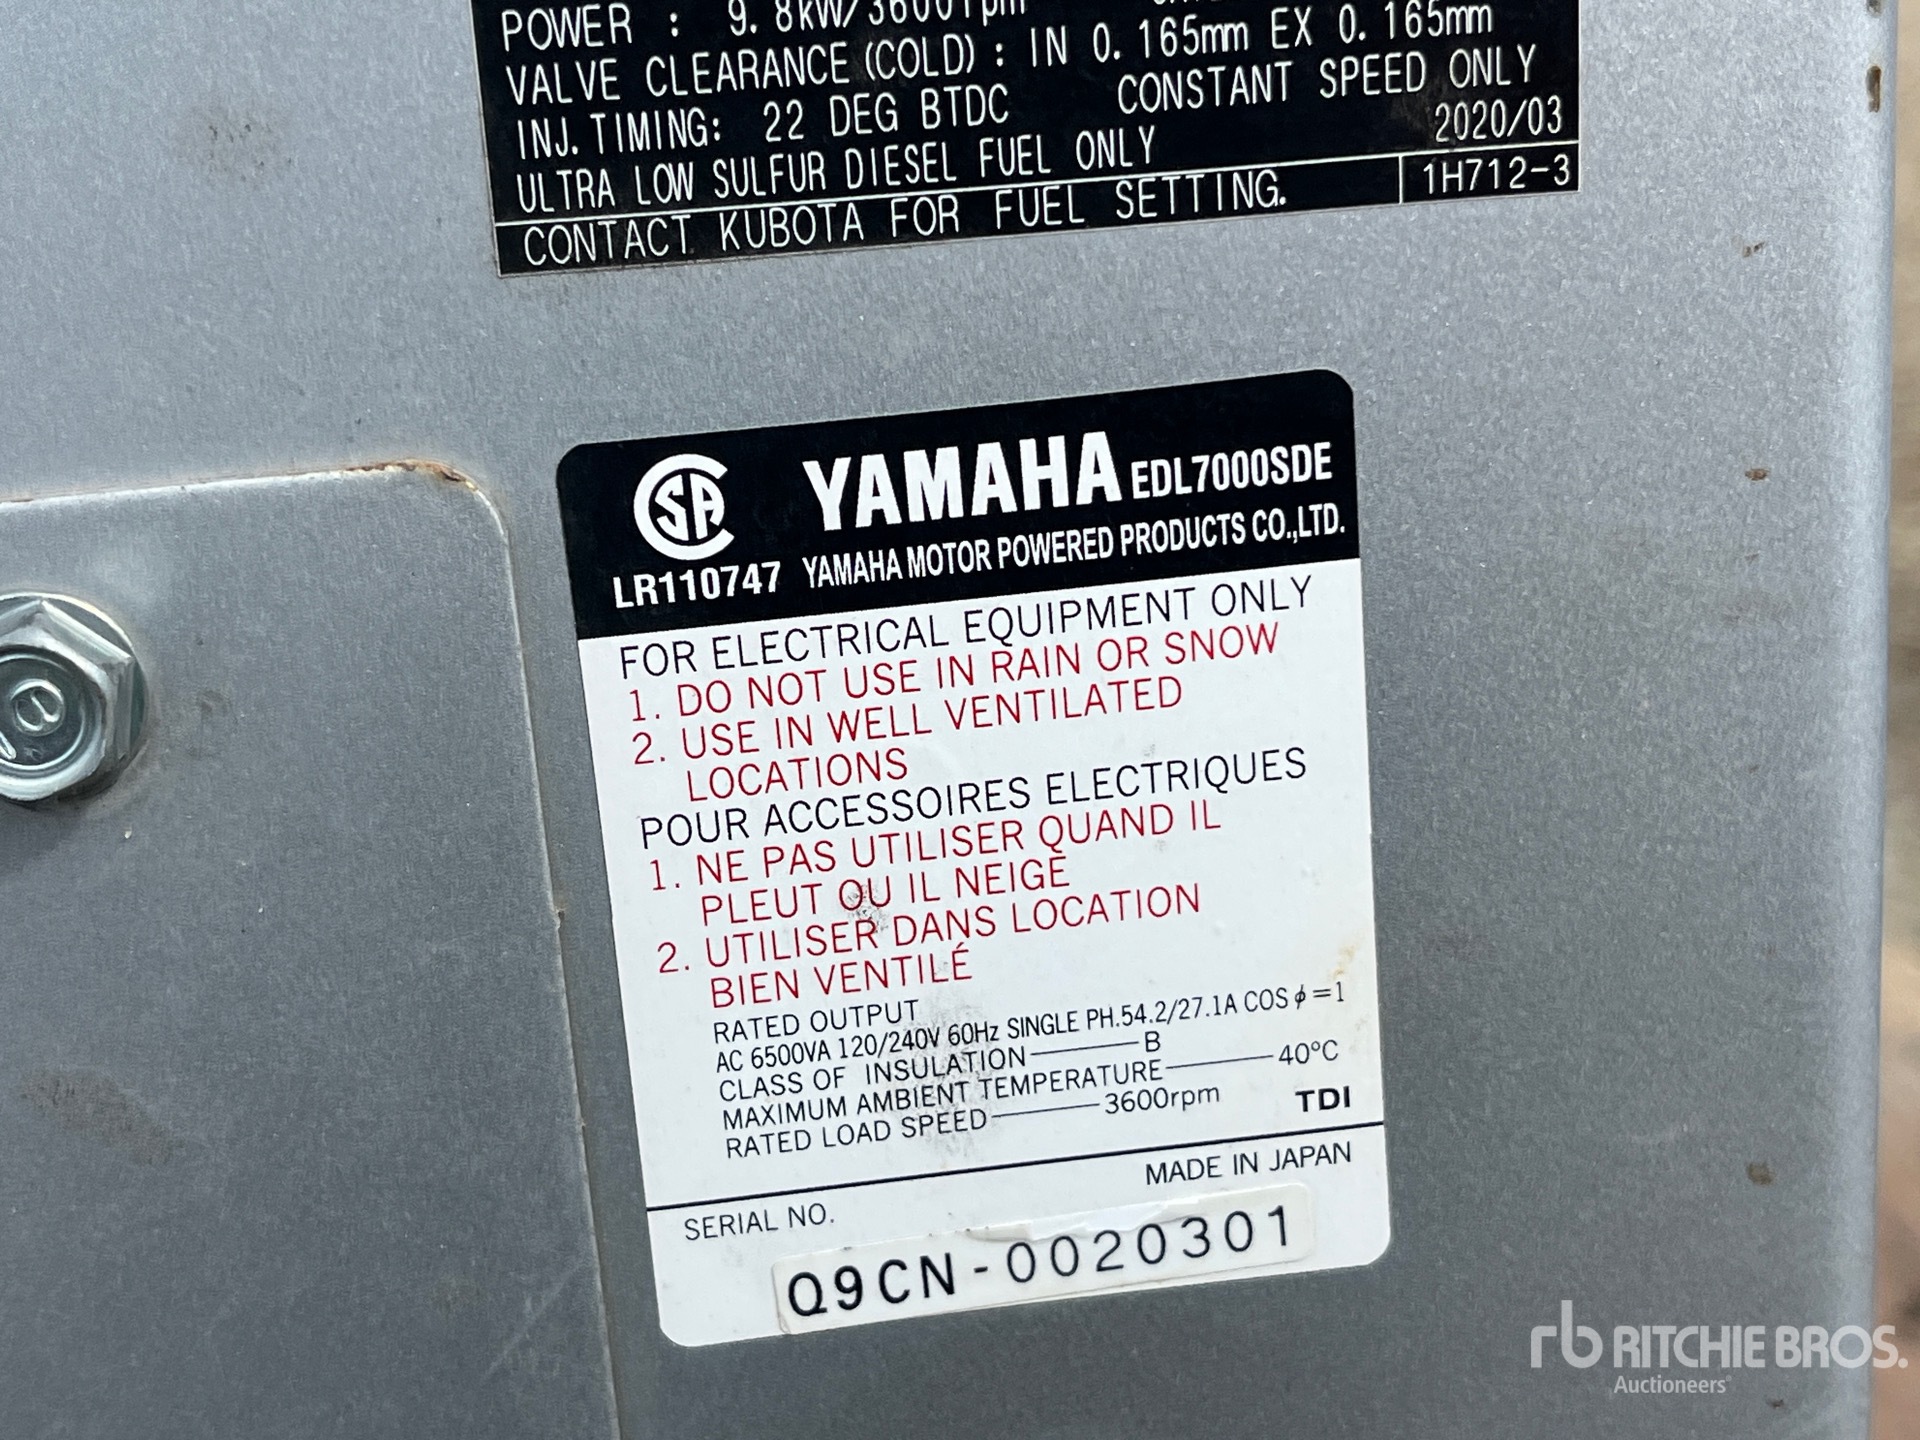 POWER : 9.8kW/3600rpm
VALVE CLEARANCE (COLD) : IN 0.165mm EX 0.165mm
INJ. TIMING: 22 DEG BTDC CONSTANT SPEED ONLY
ULTRA LOW SULFUR DIESEL FUEL ONLY 2020/03
CONTACT KUBOTA FOR FUEL SETTING. 1H712-3
CSA YAMAHA EDL7000SDE
LR110747 YAMAHA MOTOR POWERED PRODUCTS CO.,LTD.
FOR ELECTRICAL EQUIPMENT ONLY
1. DO NOT USE IN RAIN OR SNOW
2. USE IN WELL VENTILATED
LOCATIONS
POUR ACCESSOIRES ELECTRIQUES
1. NE PAS UTILISER QUAND IL
PLEUT OU IL NEIGE
2. UTILISER DANS LOCATION
BIEN VENTILÉ
RATED OUTPUT
AC 6500VA 120/240V 60Hz SINGLE PH.54.2/27.1A COS ϕ=1
CLASS OF INSULATION B
MAXIMUM AMBIENT TEMPERATURE 40°C
RATED LOAD SPEED 3600rpm TDI
MADE IN JAPAN
SERIAL NO.
Q9CN-0020301
rb RITCHIE BROS.
Auctioneers